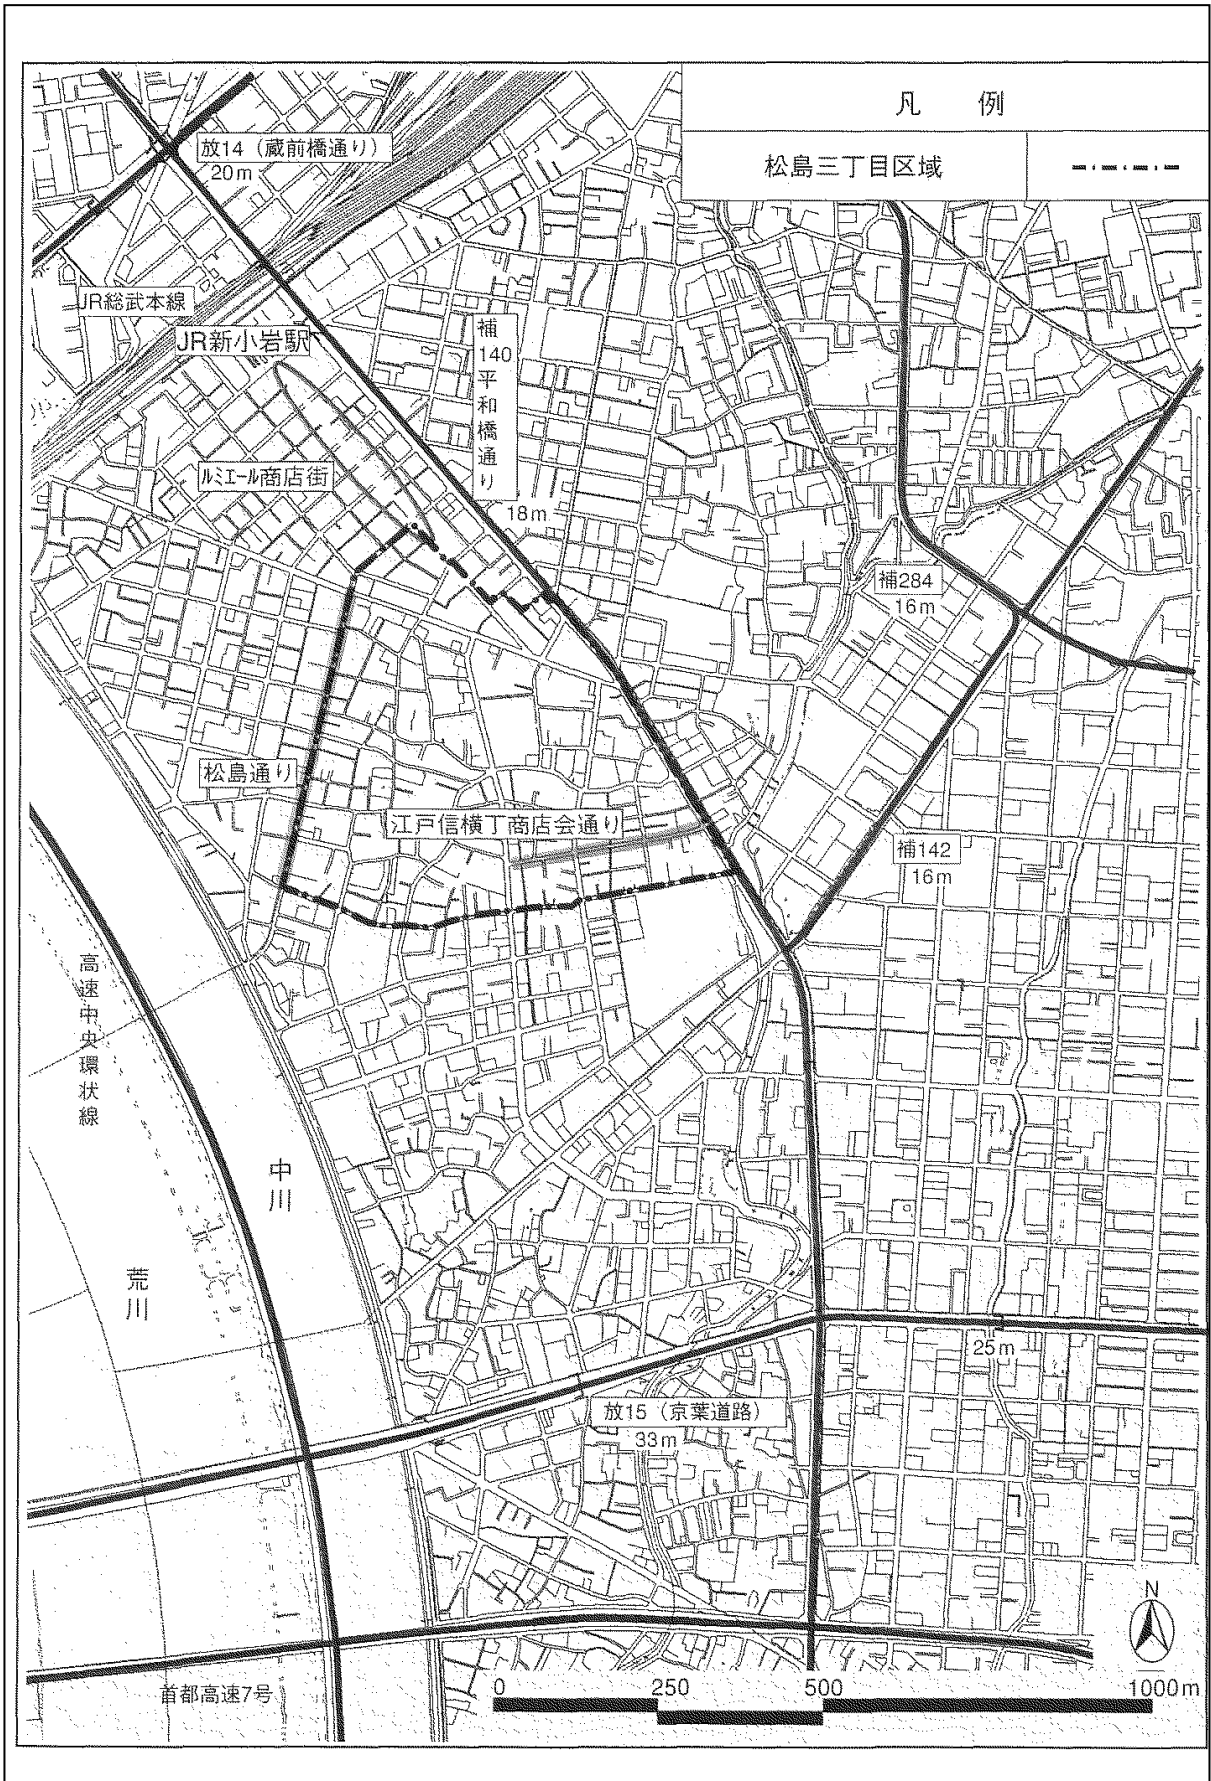 凡　例
松島三丁目区域
放14（蔵前橋通り）
20m
JR総武本線
JR新小岩駅
補140平和橋通り
18m
ルミエール商店街
補284
16m
松島通り
江戸信横丁商店会通り
補142
16m
高速中央環状線
中川
荒川
25m
放15（京葉道路）
33m
首都高速7号
N
0 250 500 1000m